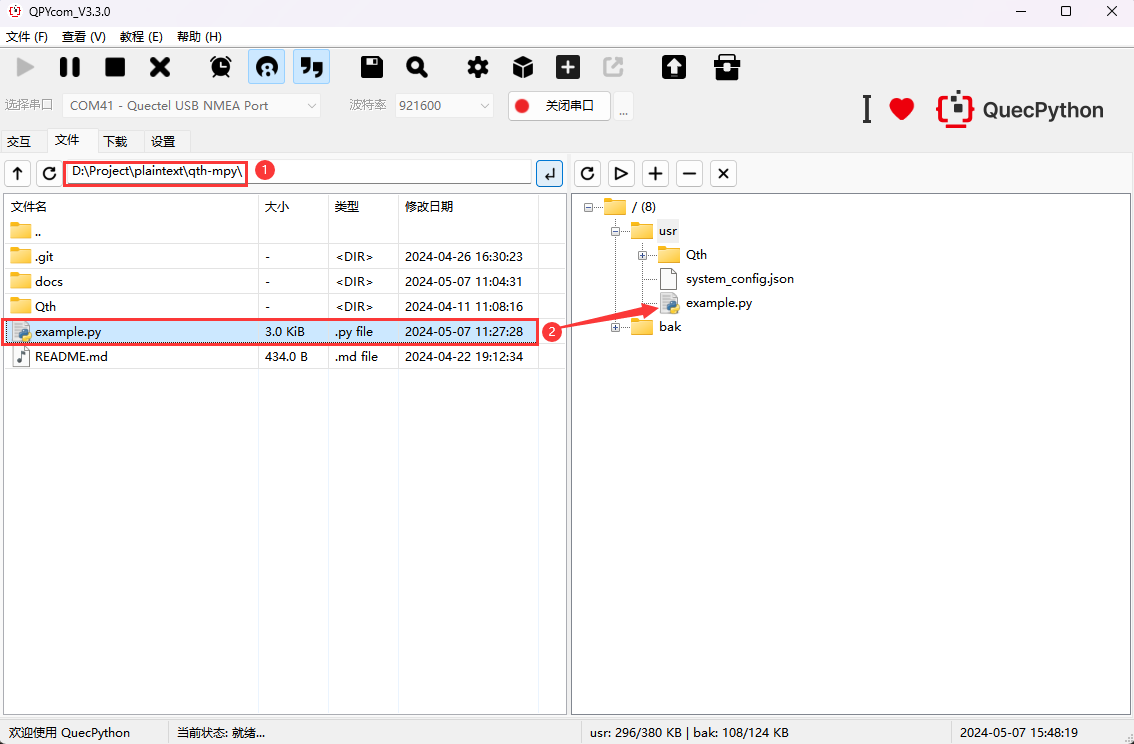 QPYcom_V3.3.0
文件 (F) 查看 (V) 教程 (E) 帮助 (H)
选择串口 COM41 - Quectel USB NMEA Port 波特率 921600 关闭串口 ... I QuecPython
交互 文件 下载 设置
D:\Project\plaintext\qth-mpy\ 1
文件名 大小 类型 修改日期
..
.git - <DIR> 2024-04-26 16:30:23
docs - <DIR> 2024-05-07 11:04:31
Qth - <DIR> 2024-04-11 11:08:16
example.py 3.0 KiB .py file 2024-05-07 11:27:28 2
README.md 434.0 B .md file 2024-04-22 19:12:34
/ (8)
usr
Qth
system_config.json
example.py
bak
欢迎使用 QuecPython 当前状态: 就绪... usr: 296/380 KB | bak: 108/124 KB 2024-05-07 15:48:19